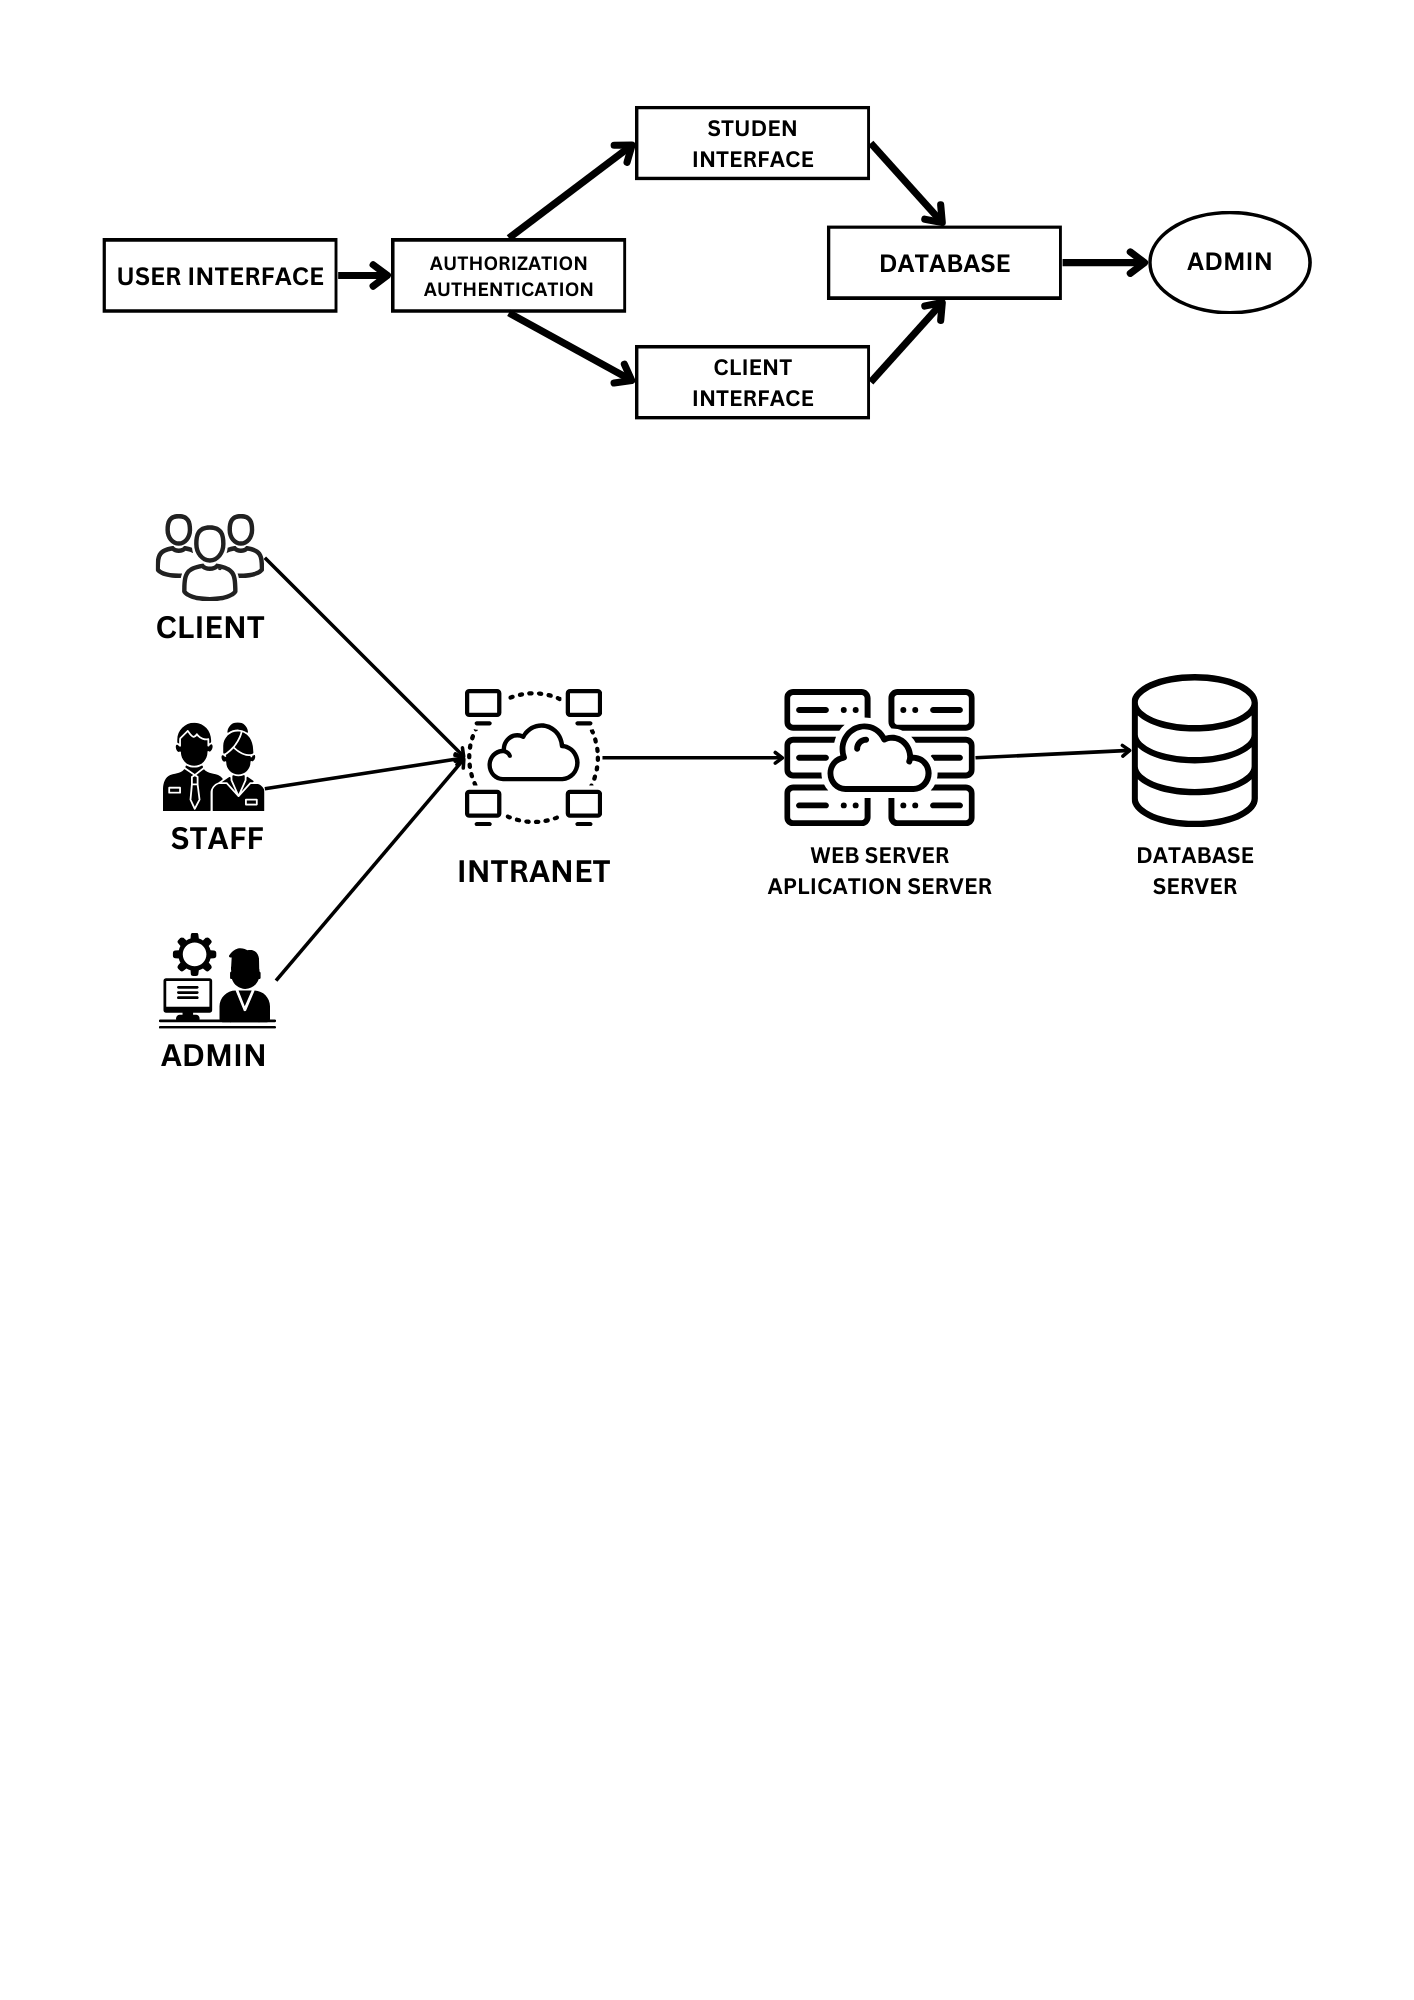 STUDEN
INTERFACE
USER INTERFACE
AUTHORIZATION
AUTHENTICATION
DATABASE
ADMIN
CLIENT
INTERFACE
CLIENT
STAFF
INTRANET
WEB SERVER
APLICATION SERVER
DATABASE
SERVER
ADMIN